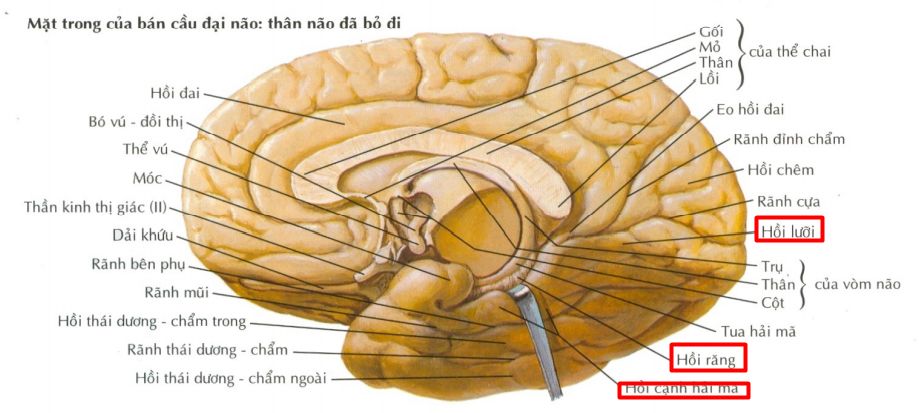 Mặt trong của bán cầu đại não: thân não đã bỏ đi
Hồi đai
Bó vú - đồi thị
Thể vú
Móc
Thần kinh thị giác (II)
Dải khứu
Rãnh bên phụ
Rãnh mũi
Hồi thái dương - chẩm trong
Rãnh thái dương - chẩm
Hồi thái dương - chẩm ngoài
Gối
Mỏ
Thân
Lồi
của thể chai
Eo hồi đai
Rãnh đỉnh chẩm
Hồi chêm
Rãnh cựa
Hồi lưỡi
Trụ
Thân
Cột
của vòm não
Tua hải mã
Hồi răng
Hồi cạnh hải mã